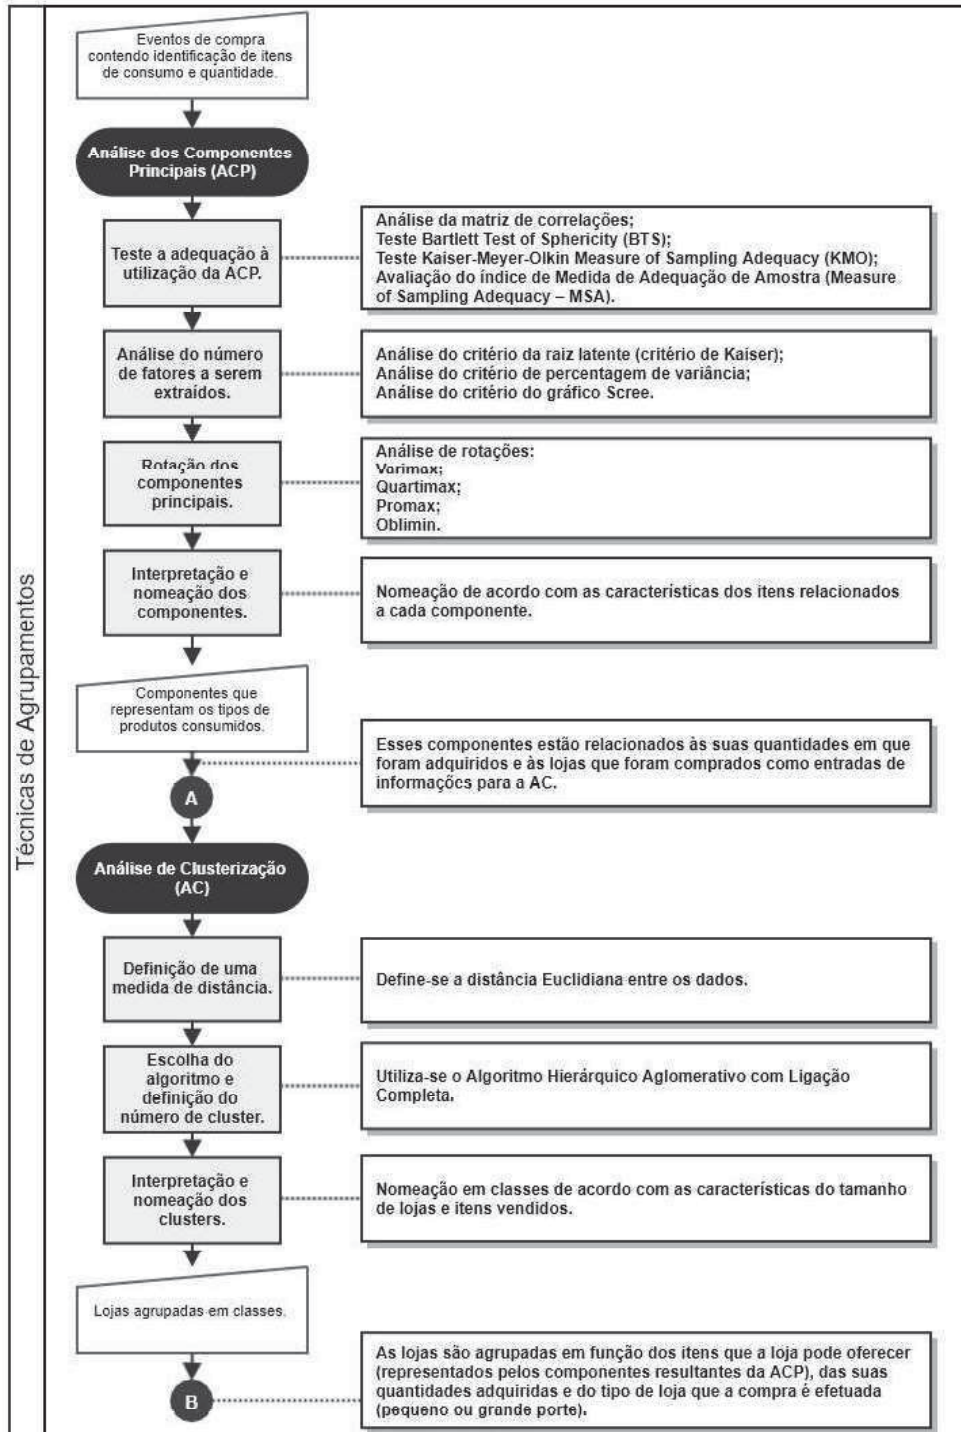 Técnicas de Agrupamentos
Eventos de compra
contendo identificação de itens
de consumo e quantidade.
Análise dos Componentes
Principais (ACP)
Teste a adequação à
utilização da ACP.
Análise da matriz de correlações;
Teste Bartlett Test of Sphericity (BTS);
Teste Kaiser-Meyer-Olkin Measure of Sampling Adequacy (KMO);
Avaliação do índice de Medida de Adequação de Amostra (Measure
of Sampling Adequacy – MSA).
Análise do número
de fatores a serem
extraídos.
Análise do critério da raiz latente (critério de Kaiser);
Análise do critério de percentagem de variância;
Análise do critério do gráfico Scree.
Rotação dos
componentes
principais.
Análise de rotações:
Varimax;
Quartimax;
Promax;
Oblimin.
Interpretação e
nomeação dos
componentes.
Nomeação de acordo com as características dos itens relacionados
a cada componente.
Componentes que
representam os tipos de
produtos consumidos.
Esses componentes estão relacionados às suas quantidades em que
foram adquiridos e às lojas que foram comprados como entradas de
informações para a AC.
A
Análise de Clusterização
(AC)
Definição de uma
medida de distância.
Define-se a distância Euclidiana entre os dados.
Escolha do
algoritmo e
definição do
número de cluster.
Utiliza-se o Algoritmo Hierárquico Aglomerativo com Ligação
Completa.
Interpretação e
nomeação dos
clusters.
Nomeação em classes de acordo com as características do tamanho
de lojas e itens vendidos.
Lojas agrupadas em classes.
As lojas são agrupadas em função dos itens que a loja pode oferecer
(representados pelos componentes resultantes da ACP), das suas
quantidades adquiridas e do tipo de loja que a compra é efetuada
(pequeno ou grande porte).
B